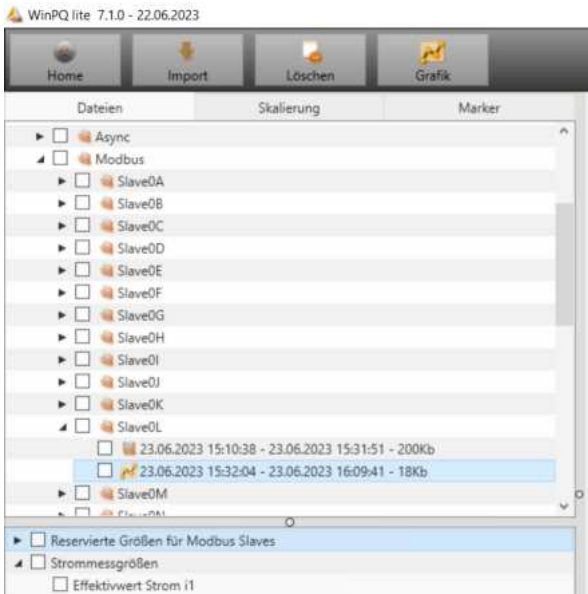 WinPQ lite 7.1.0 - 22.06.2023
Home Import Löschen Grafik
Dateien Skalierung Marker
Async
Modbus
Slave0A
Slave0B
Slave0C
Slave0D
Slave0E
Slave0F
Slave0G
Slave0H
Slave0I
Slave0J
Slave0K
Slave0L
23.06.2023 15:10:38 - 23.06.2023 15:31:51 - 200Kb
23.06.2023 15:32:04 - 23.06.2023 16:09:41 - 18Kb
Slave0M
Reservierte Größen für Modbus Slaves
Strommessgrößen
Effektivwert Strom i1